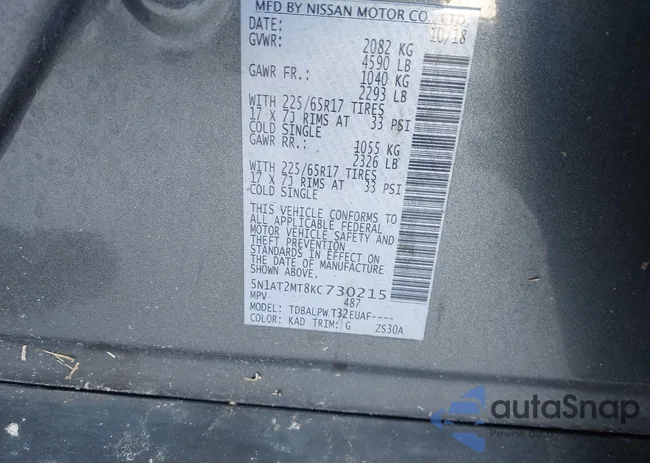 MFD BY NISSAN MOTOR CO., LTD.
DATE: 10/18
GVWR: 2082 KG
4590 LB
GAWR FR.: 1040 KG
2293 LB
WITH 225/65R17 TIRES
17 X 7J RIMS AT 33 PSI
COLD SINGLE
GAWR RR.: 1055 KG
2326 LB
WITH 225/65R17 TIRES
17 X 7J RIMS AT 33 PSI
COLD SINGLE
THIS VEHICLE CONFORMS TO
ALL APPLICABLE FEDERAL
MOTOR VEHICLE SAFETY AND
THEFT PREVENTION
STANDARDS IN EFFECT ON
THE DATE OF MANUFACTURE
SHOWN ABOVE.
5N1AT2MT8KC730215
MPV 487
MODEL: TDBALPW.T32EUAF----
COLOR: KAD TRIM: G ZS30A
autaSnap